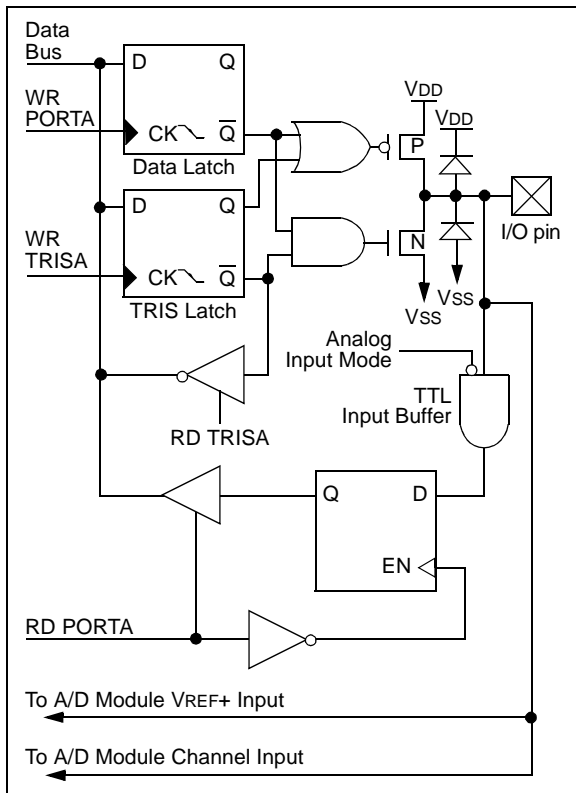 Data
Bus
D Q
WR
PORTA
CK Q
Data Latch
VDD
VDD
P
D Q
WR
TRISA
CK Q
TRIS Latch
N
I/O pin
VSS
VSS
Analog
Input Mode
TTL
Input Buffer
RD TRISA
Q D
EN
RD PORTA
To A/D Module VREF+ Input
To A/D Module Channel Input